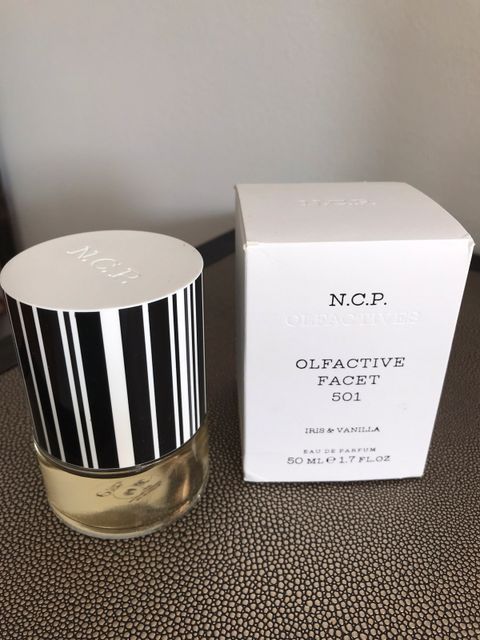 N.C.P.
N.C.P.
N.C.P.
OLFACTIVES
OLFACTIVE
FACET
501
IRIS & VANILLA
EAU DE PARFUM
50 ML ℮ 1.7 FL.OZ